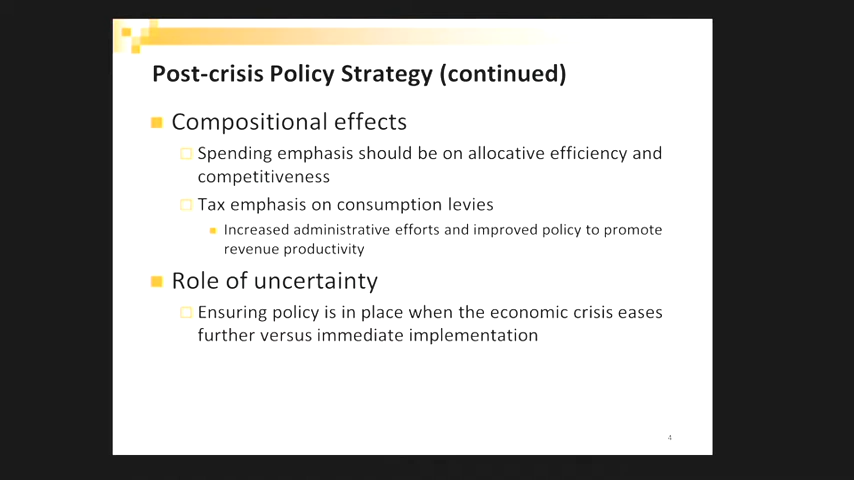 Post-crisis Policy Strategy (continued)
Compositional effects
Spending emphasis should be on allocative efficiency and
competitiveness
Tax emphasis on consumption levies
Increased administrative efforts and improved policy to promote
revenue productivity
Role of uncertainty
Ensuring policy is in place when the economic crisis eases
further versus immediate implementation
4